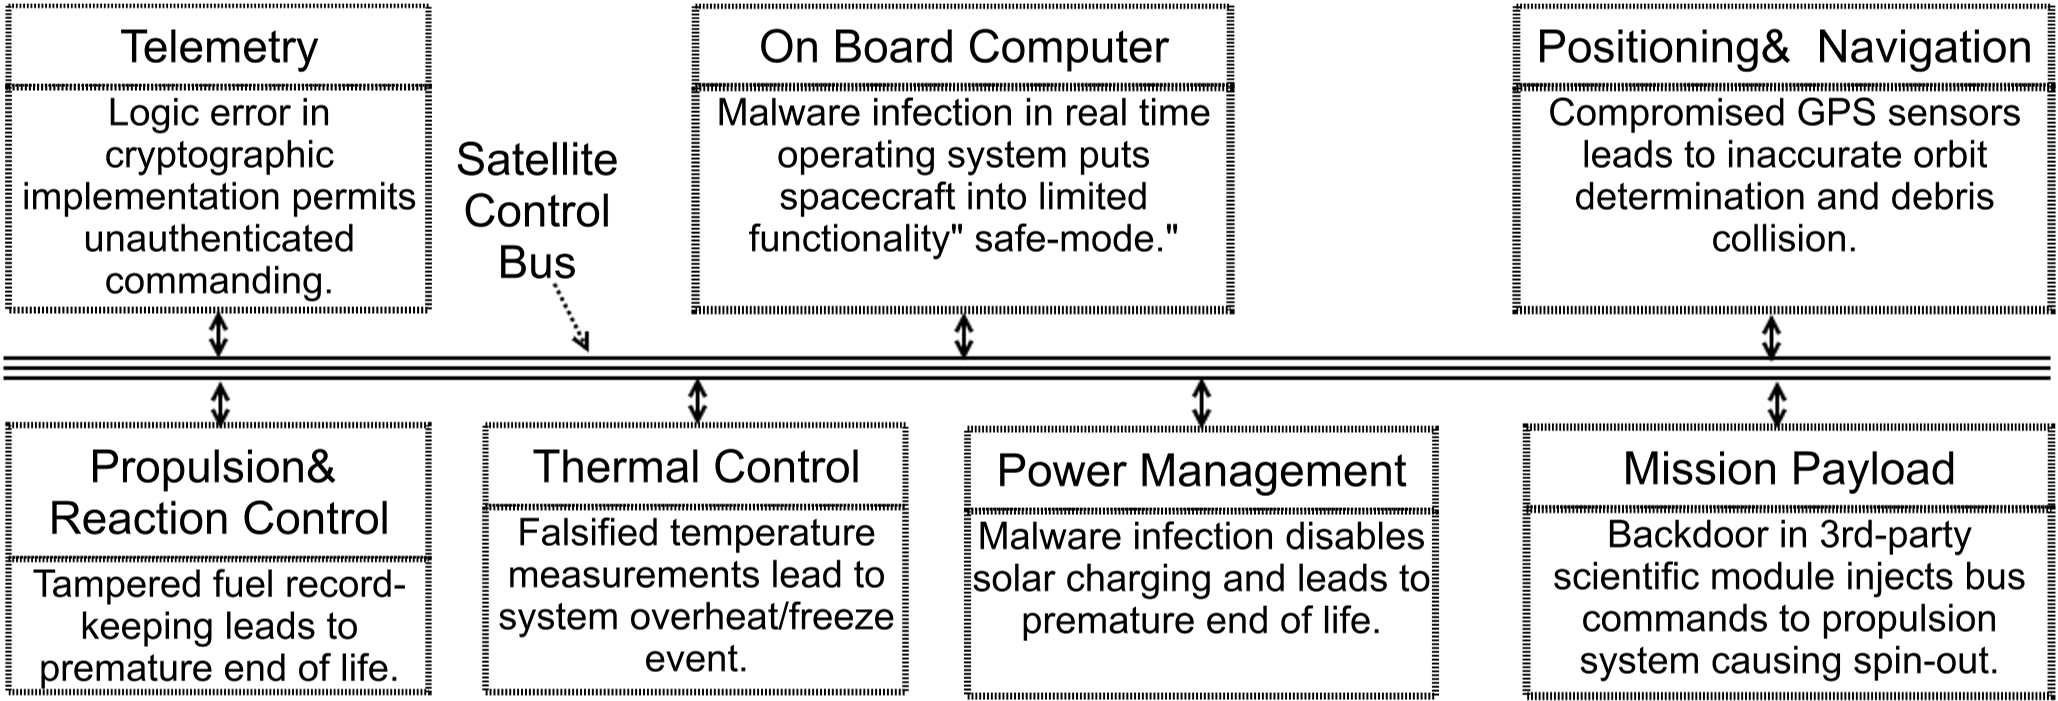 Telemetry
Logic error in
cryptographic
implementation permits
unauthenticated
commanding.
Satellite
Control
Bus
On Board Computer
Malware infection in real time
operating system puts
spacecraft into limited
functionality" safe-mode."
Positioning&  Navigation
Compromised GPS sensors
leads to inaccurate orbit
determination and debris
collision.
Propulsion&
Reaction Control
Tampered fuel record-
keeping leads to
premature end of life.
Thermal Control
Falsified temperature
measurements lead to
system overheat/freeze
event.
Power Management
Malware infection disables
solar charging and leads to
premature end of life.
Mission Payload
Backdoor in 3rd-party
scientific module injects bus
commands to propulsion
system causing spin-out.